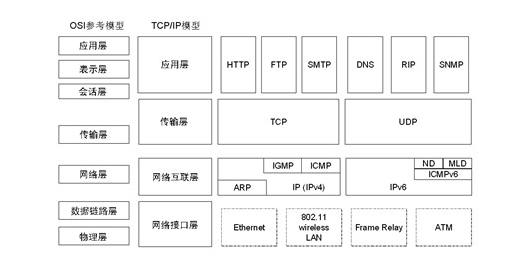 OSI参考模型 TCP/IP模型
应用层
表示层
会话层
传输层
网络层
数据链路层
物理层
应用层
传输层
网络互联层
网络接口层
HTTP FTP SMTP DNS RIP SNMP
TCP UDP
IGMP ICMP
ARP IP (IPv4)
ND MLD
ICMPv6
IPv6
Ethernet
802.11
wireless
LAN
Frame Relay
ATM